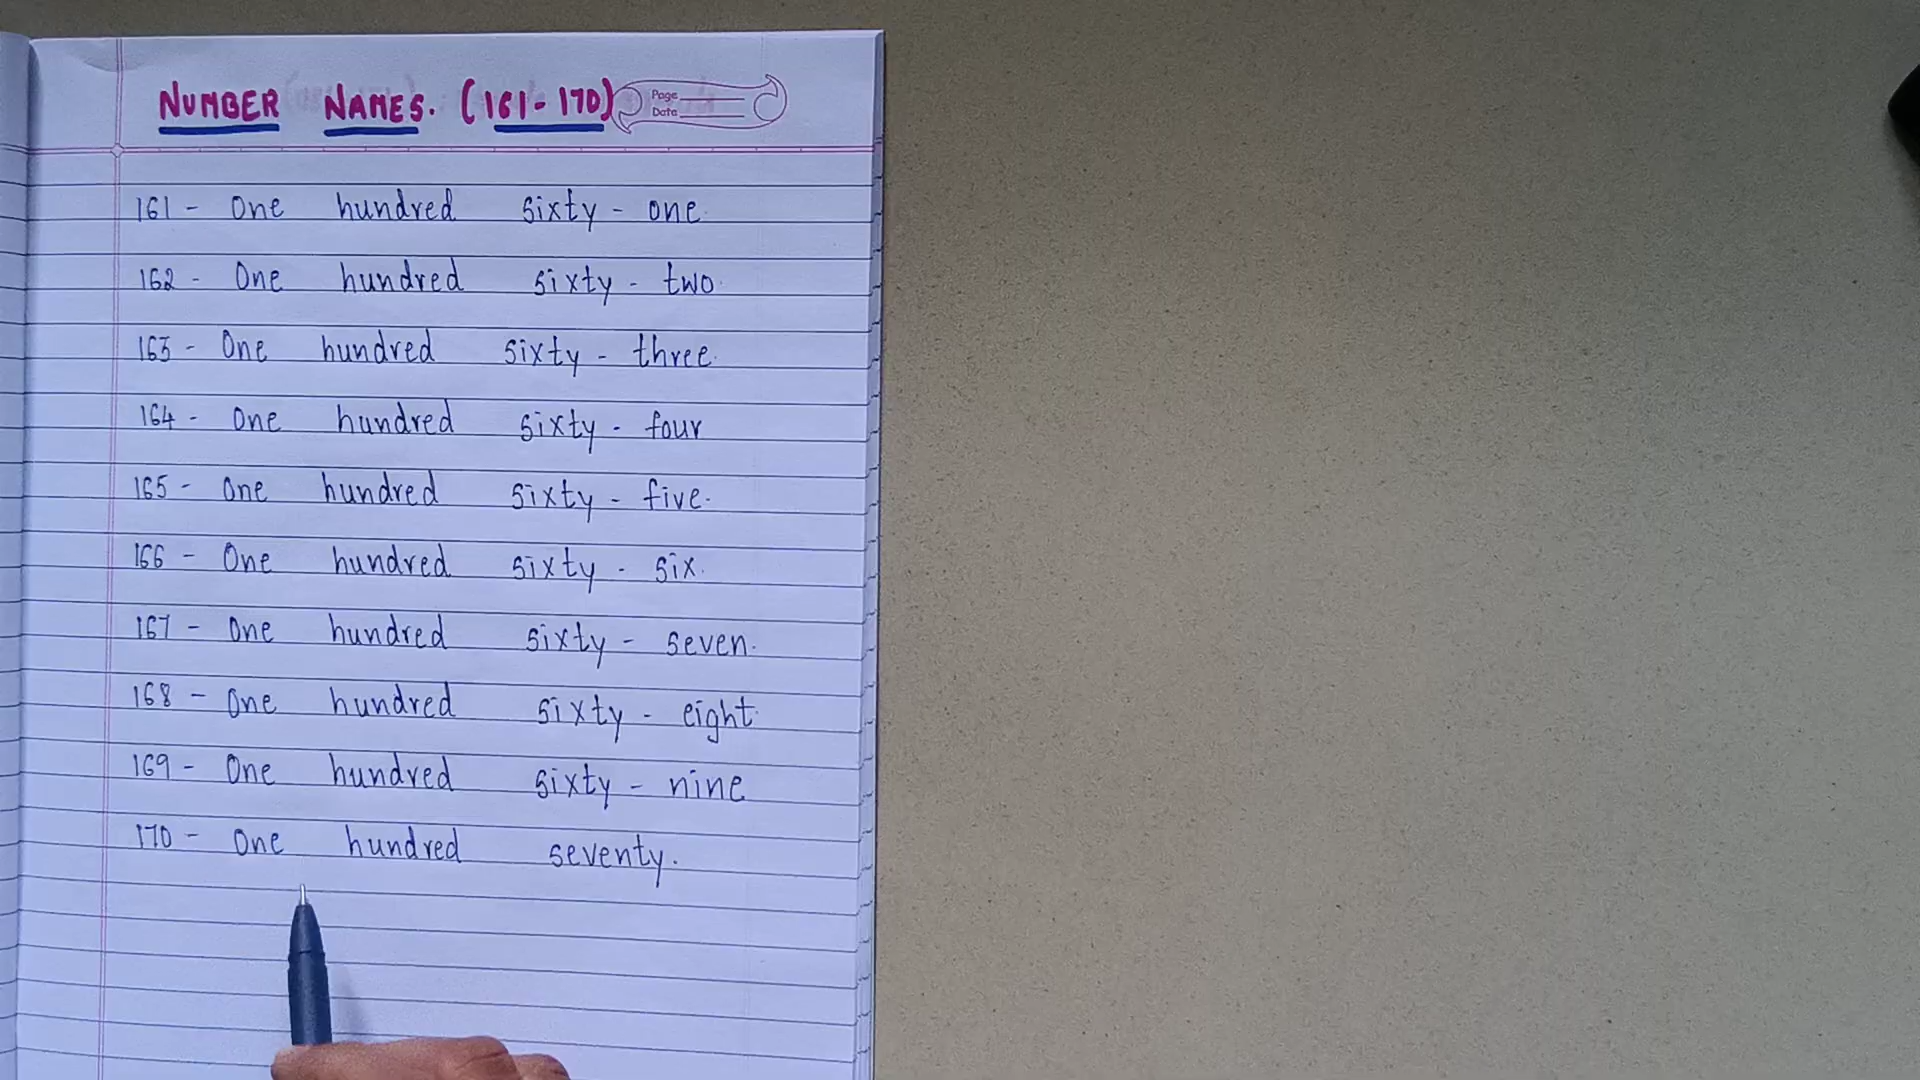 NUMBER NAMES. (161-170)
Page
Date
161 - One hundred sixty - one.
162 - One hundred sixty - two.
163 - One hundred sixty - three.
164 - One hundred sixty - four
165 - One hundred sixty - five.
166 - One hundred sixty - six.
167 - One hundred sixty - seven.
168 - One hundred sixty - eight.
169 - One hundred sixty - nine
170 - One hundred seventy.